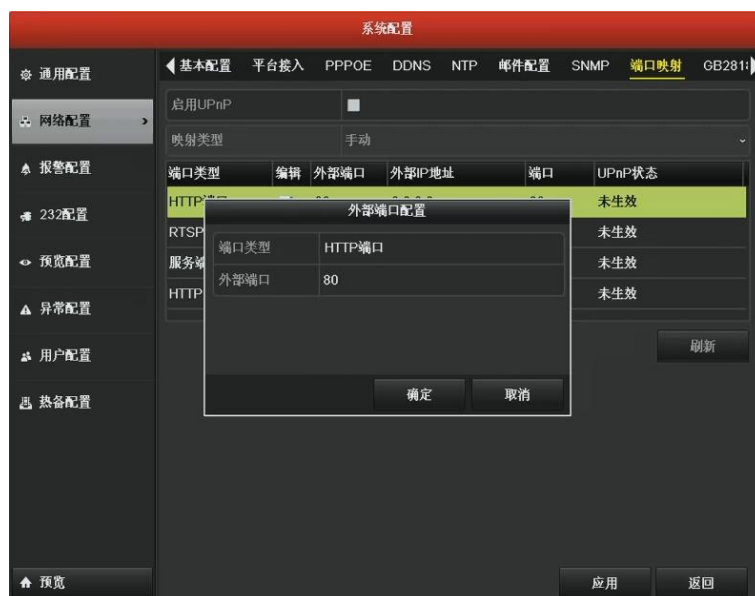 系统配置
通用配置
网络配置
报警配置
232配置
预览配置
异常配置
用户配置
热备配置
预览
基本配置 平台接入 PPPOE DDNS NTP 邮件配置 SNMP 端口映射 GB281
启用UPnP
映射类型 手动
端口类型 编辑 外部端口 外部IP地址 端口 UPnP状态
HTTP 未生效
RTSP 未生效
服务端 未生效
HTTP 未生效
外部端口配置
端口类型 HTTP端口
外部端口 80
确定 取消
刷新
应用 返回